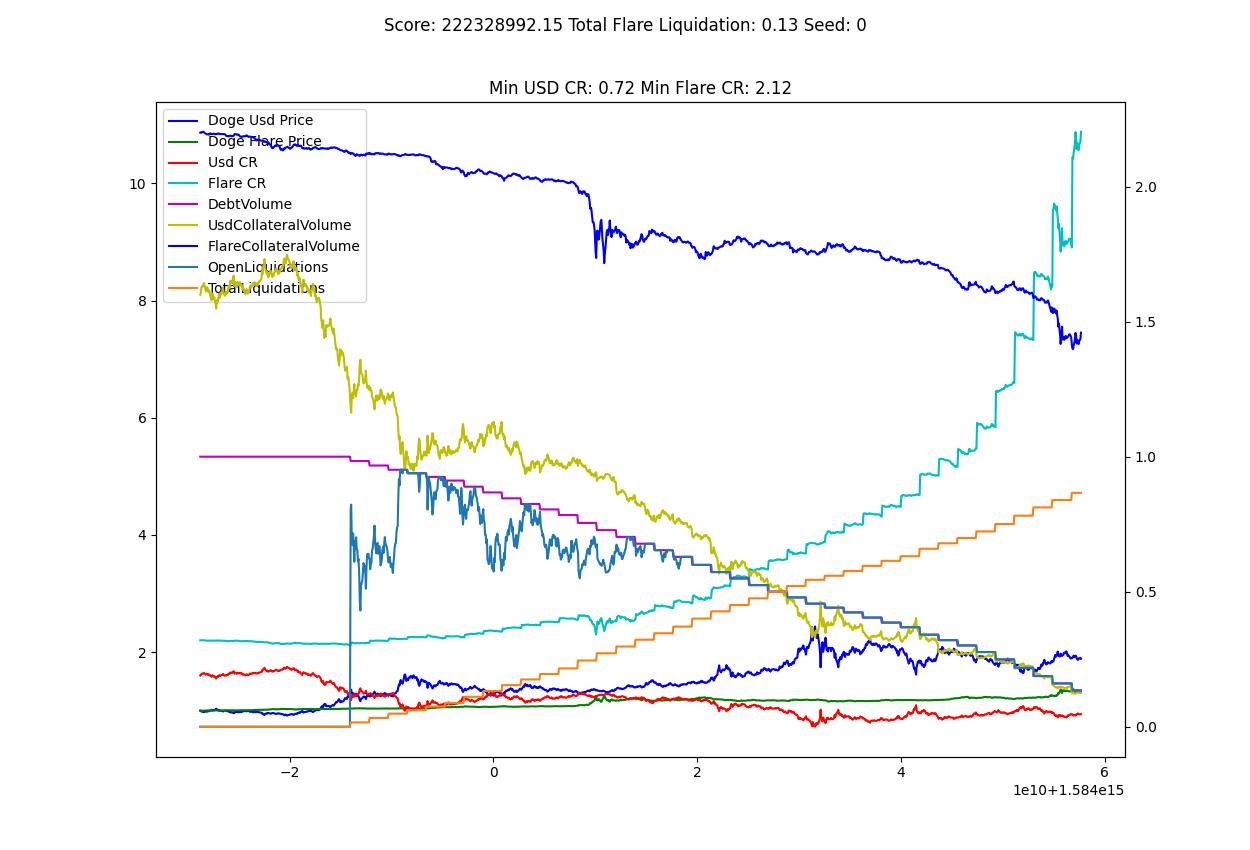 Score: 222328992.15 Total Flare Liquidation: 0.13 Seed: 0
Min USD CR: 0.72 Min Flare CR: 2.12
Doge Usd Price
Doge Flare Price
Usd CR
Flare CR
DebtVolume
UsdCollateralVolume
FlareCollateralVolume
OpenLiquidations
TotalLiquidations
10
8
6
4
2
2.0
1.5
1.0
0.5
0.0
−2 0 2 4 6
1e10+1.584e15